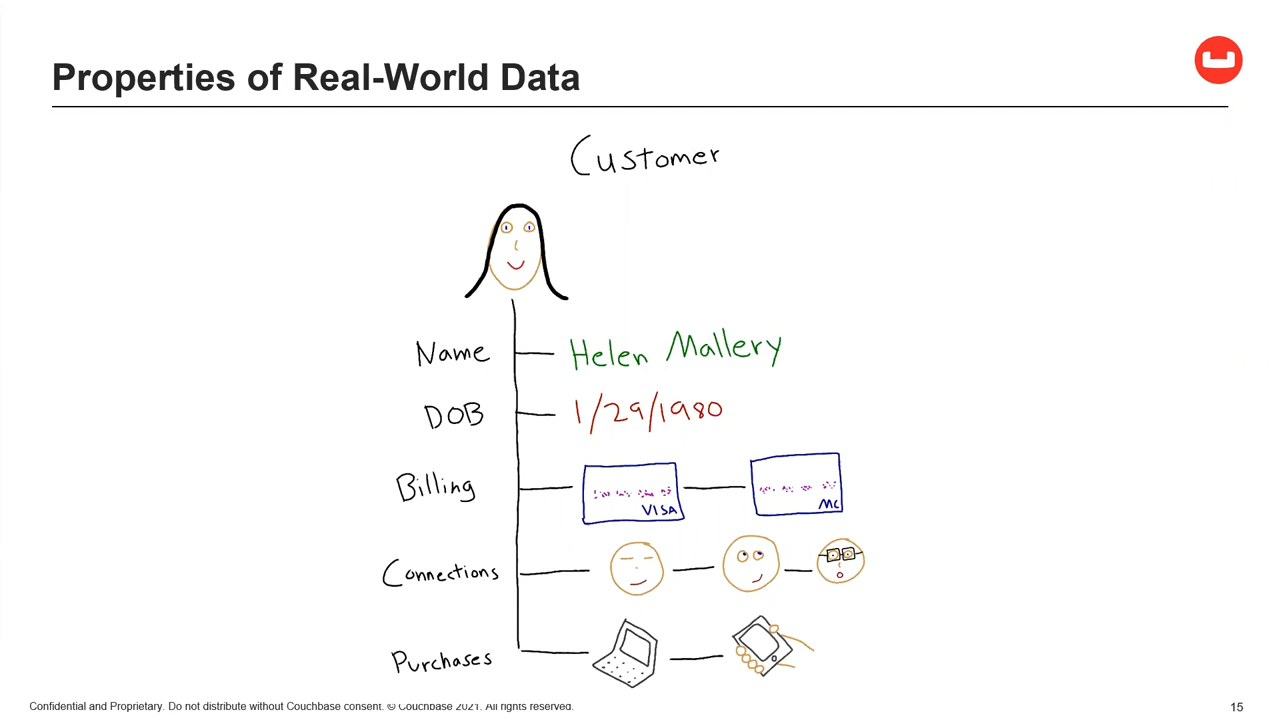 Properties of Real-World Data
Customer
Name Helen Mallery
DOB 1/29/1980
Billing VISA MC
Connections
Purchases
Confidential and Proprietary. Do not distribute without Couchbase consent. © Couchbase 2021. All rights reserved. 15